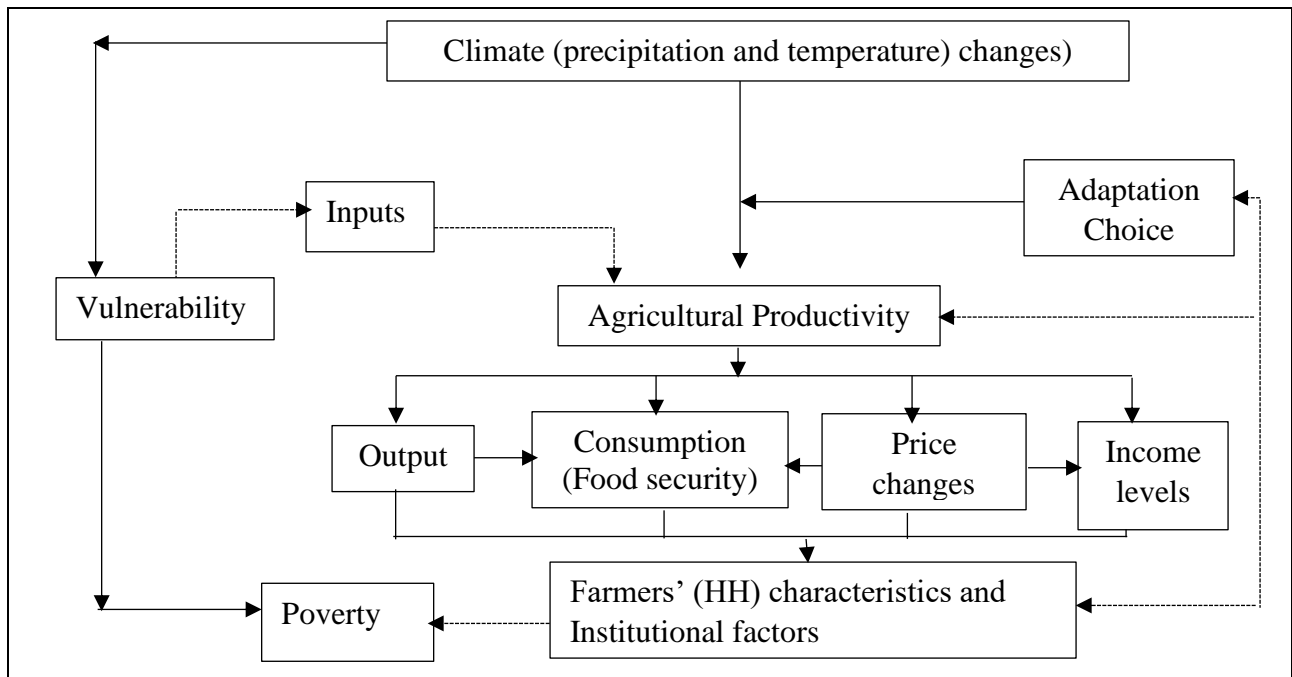 Climate (precipitation and temperature) changes)
Adaptation
Choice
Inputs
Vulnerability
Agricultural Productivity
Output
Consumption
(Food security)
Price
changes
Income
levels
Farmers’ (HH) characteristics and
Institutional factors
Poverty